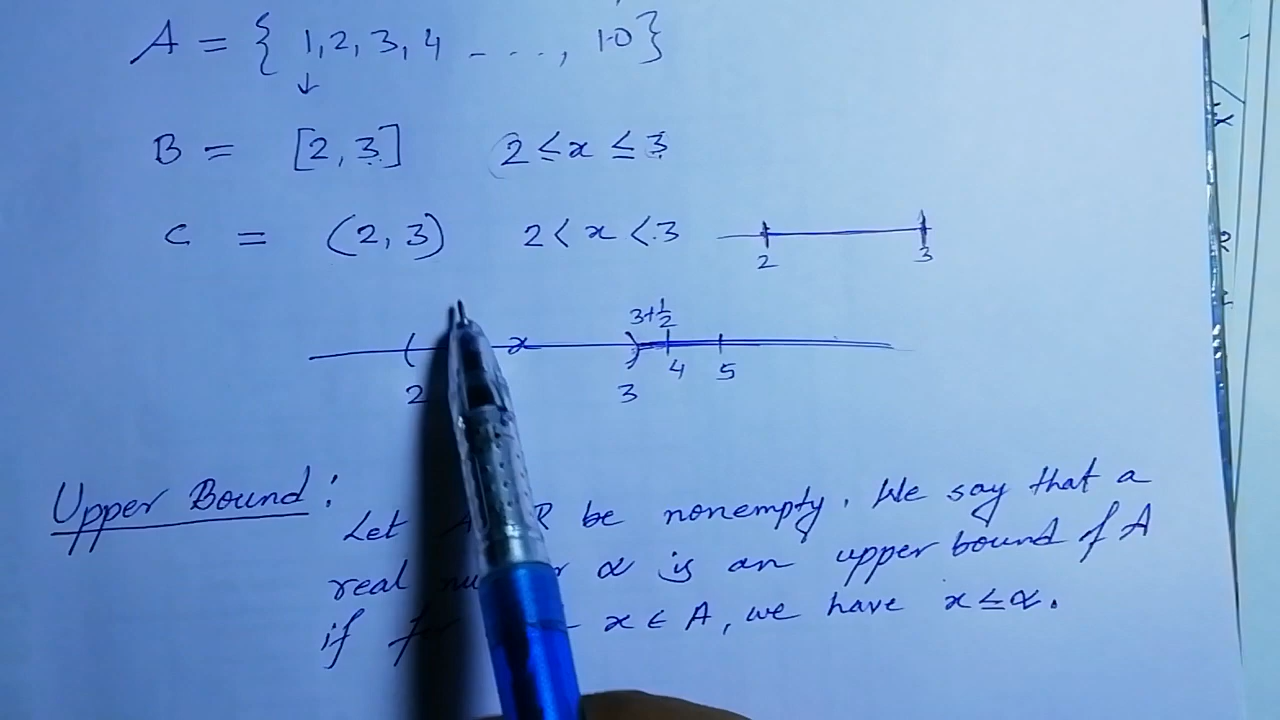 A = { 1, 2, 3, 4 - - . . ., 10 }
↓
B = [2, 3] 2 ≤ x ≤ 3
C = (2, 3) 2 < x < 3
2 3
3+1/2
( x )
2 3 4 5
Upper Bound :
Let A R be nonempty. We say that a
real α is an upper bound of A
if x ∈ A, we have x ≤ α.